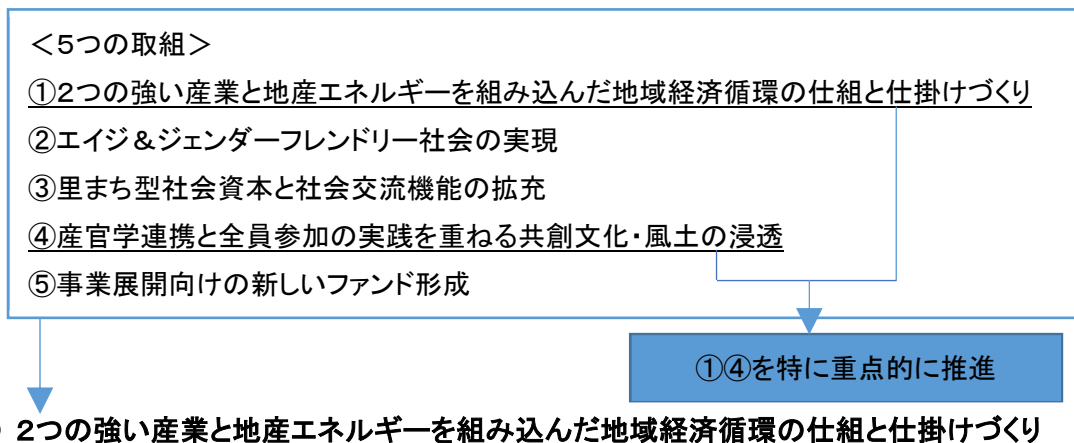 ＜５つの取組＞
①２つの強い産業と地産エネルギーを組み込んだ地域経済循環の仕組と仕掛けづくり
②エイジ＆ジェンダーフレンドリー社会の実現
③里まち型社会資本と社会交流機能の拡充
④産官学連携と全員参加の実践を重ねる共創文化・風土の浸透
⑤事業展開向けの新しいファンド形成
①④を特に重点的に推進
２つの強い産業と地産エネルギーを組み込んだ地域経済循環の仕組と仕掛けづくり